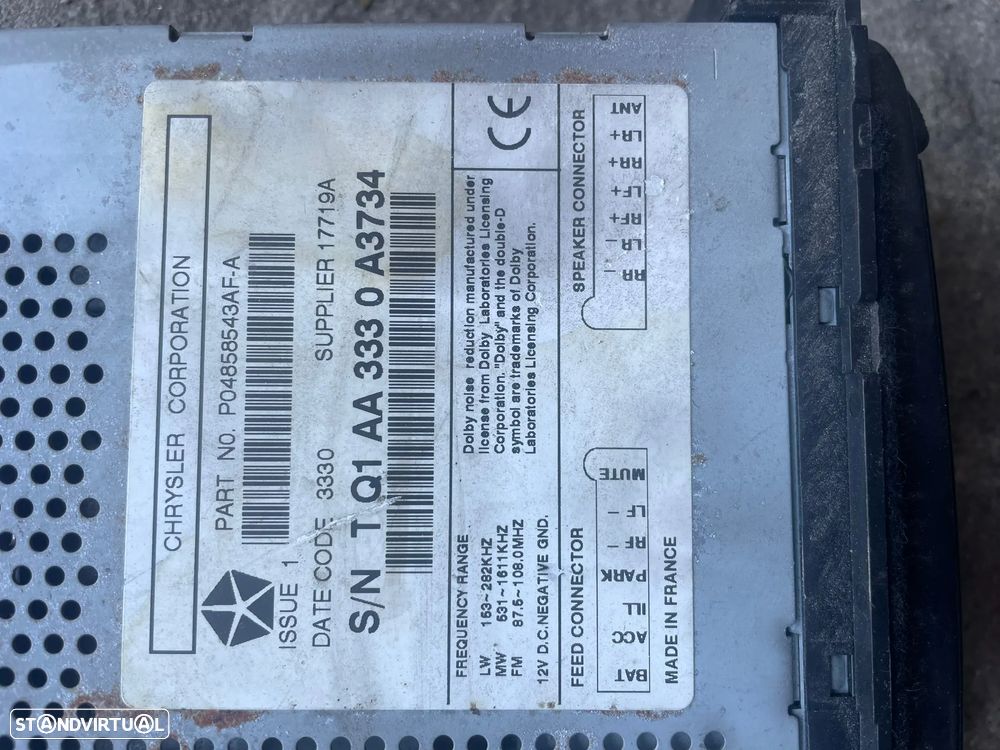 CHRYSLER CORPORATION
PART NO. P04858543AF-A
ISSUE 1
DATE CODE 3330 SUPPLIER 17719A
S/N T Q1 AA 333 0 A3734
FREQUENCY RANGE
LW 153~282KHZ
MW 531~1611KHZ
FM 87.5~108.0MHZ
12V D.C. NEGATIVE GND.
Dolby noise reduction manufactured under
license from Dolby Laboratories Licensing
Corporation. "Dolby" and the double-D
symbol are trademarks of Dolby
Laboratories Licensing Corporation.
CE
FEED CONNECTOR
BAT ACC ILL PARK RF - LF - MUTE
SPEAKER CONNECTOR
RR - LR - RF+ LF+ RR+ LR+ ANT
MADE IN FRANCE
STANDVIRTUAL